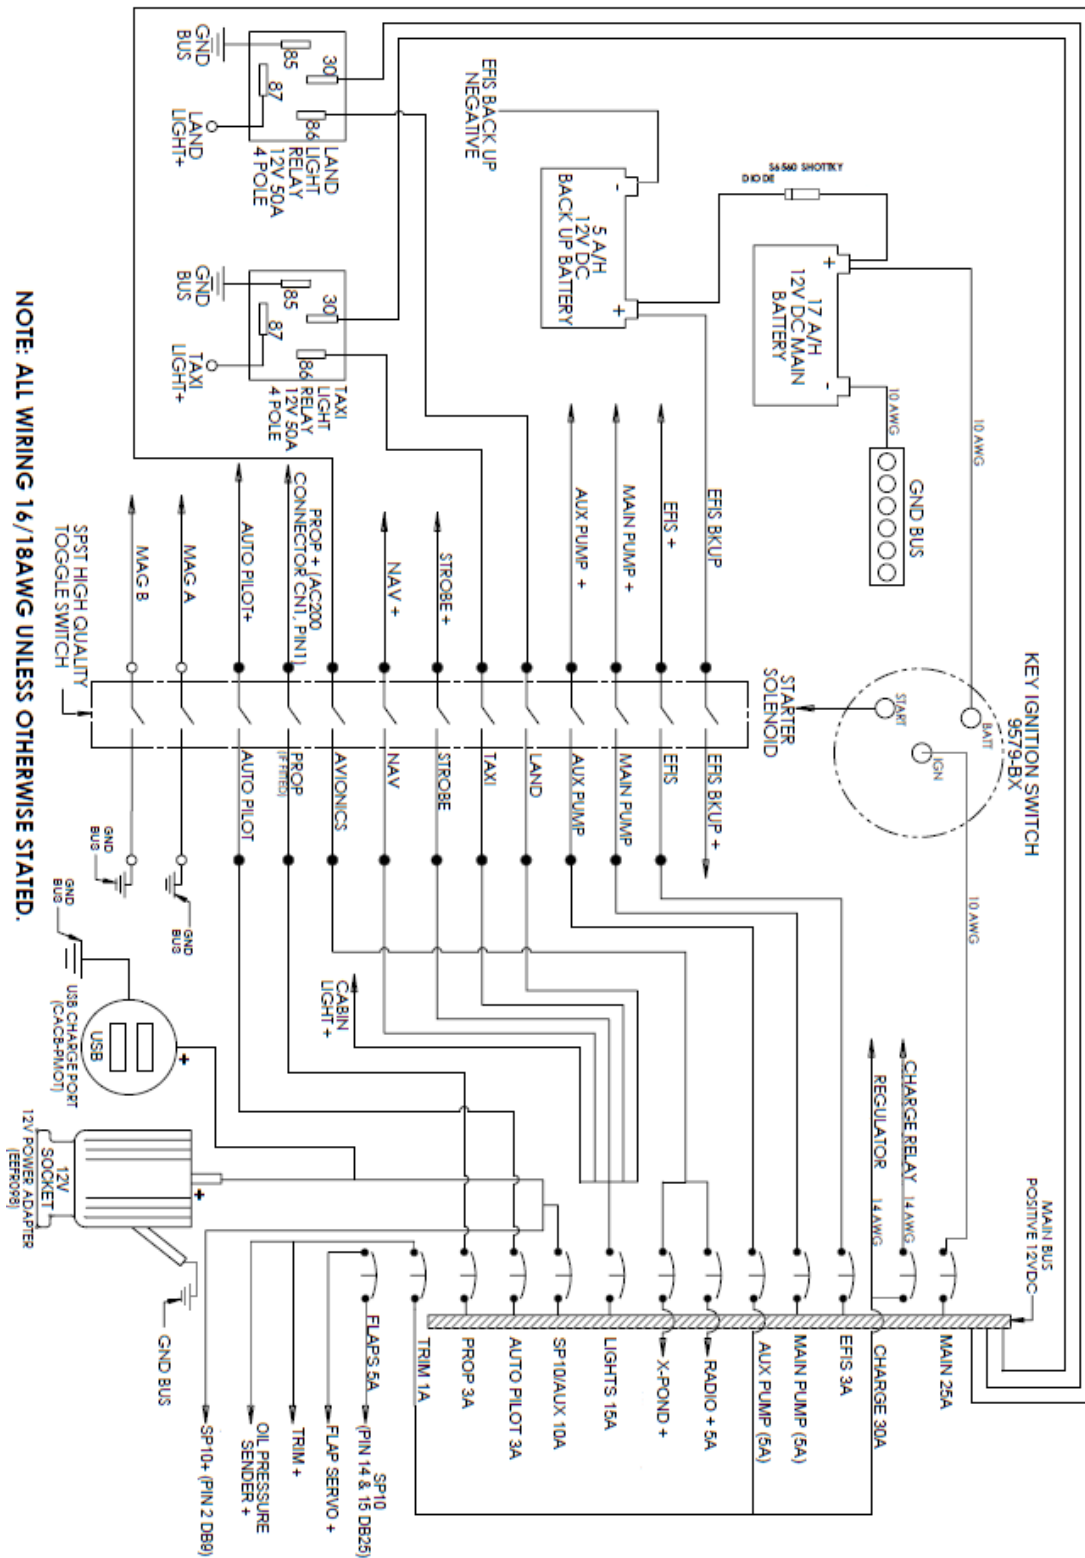 GND
BUS
85
30
87
86
LAND
LIGHT+
LAND
LIGHT
RELAY
12V 50A
4 POLE
GND
BUS
85
30
87
86
TAXI
LIGHT+
TAXI
LIGHT
RELAY
12V 50A
4 POLE
EFIS BACK UP
NEGATIVE
-
5 A/H
12V DC
BACK UP BATTERY
+
S6560 SHOTTKY
DIODE
+
17 A/H
12V DC MAIN
BATTERY
-
10 AWG
10 AWG
GND BUS
KEY IGNITION SWITCH
9579-BX
BATT
IGN
START
STARTER
SOLENOID
10 AWG
MAG B
MAG A
AUTO PILOT+
PROP + (AC200
CONNECTOR CN1, PIN1)
NAV +
STROBE +
AUX PUMP +
MAIN PUMP +
EFIS +
EFIS BKUP
SPST HIGH QUALITY
TOGGLE SWITCH
AUTO PILOT
PROP
(IF FITTED)
AVIONICS
NAV
STROBE
TAXI
LAND
AUX PUMP
MAIN PUMP
EFIS
EFIS BKUP +
GND
BUS
GND
BUS
GND
BUS
USB
+
USB CHARGE PORT
(CACB-PMOT)
CABIN
LIGHT +
12V
SOCKET
+
12V POWER ADAPTER
(EEFR098)
GND BUS
REGULATOR
14 AWG
CHARGE RELAY
14 AWG
MAIN BUS
POSITIVE 12VDC
MAIN 25A
CHARGE 30A
EFIS 3A
MAIN PUMP (5A)
AUX PUMP (5A)
RADIO + 5A
X-POND +
LIGHTS 15A
SP10/AUX 10A
AUTO PILOT 3A
PROP 3A
TRIM 1A
FLAPS 5A
SP10
(PIN 14 & 15 DB25)
FLAP SERVO +
TRIM +
OIL PRESSURE
SENDER +
SP10+ (PIN 2 DB9)
NOTE: ALL WIRING 16/18AWG UNLESS OTHERWISE STATED.